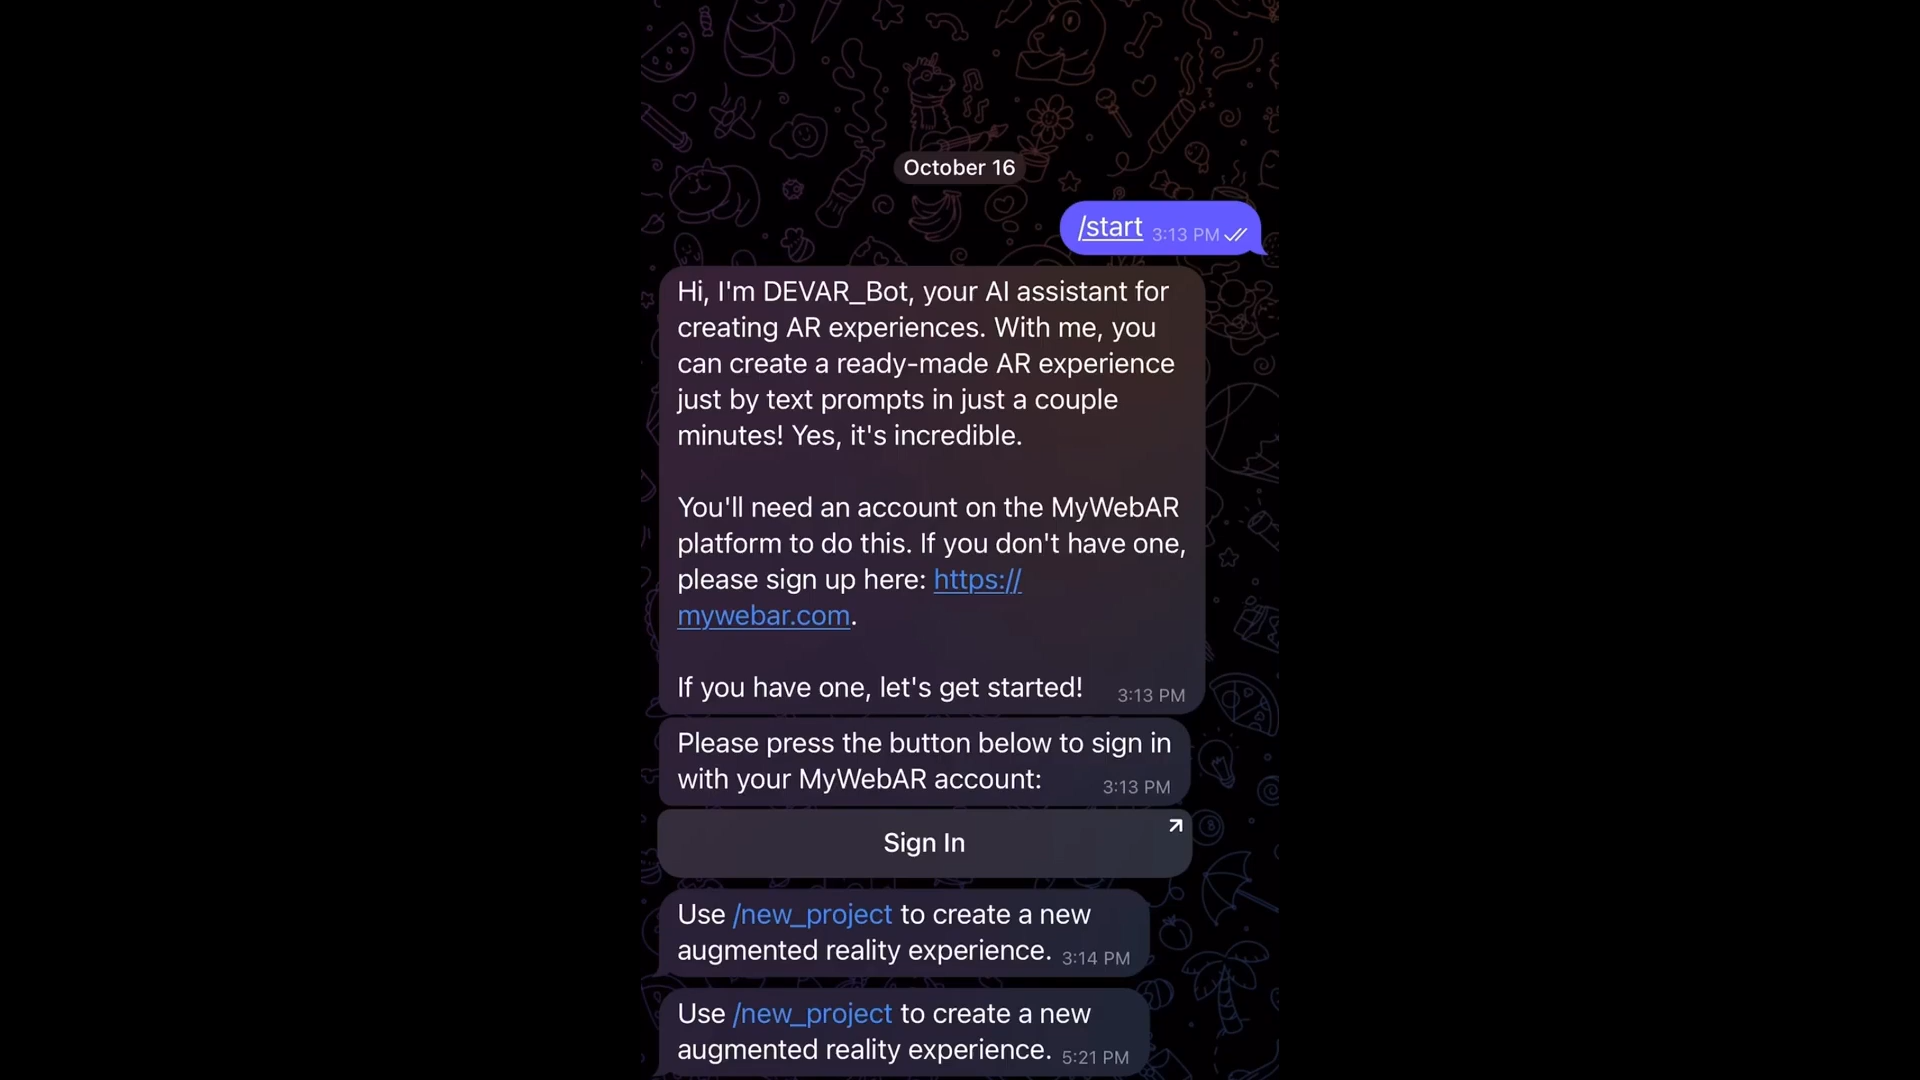 October 16
/start 3:13 PM
Hi, I'm DEVAR_Bot, your AI assistant for
creating AR experiences. With me, you
can create a ready-made AR experience
just by text prompts in just a couple
minutes! Yes, it's incredible.
You'll need an account on the MyWebAR
platform to do this. If you don't have one,
please sign up here: https://
mywebar.com.
If you have one, let's get started! 3:13 PM
Please press the button below to sign in
with your MyWebAR account: 3:13 PM
Sign In
Use /new_project to create a new
augmented reality experience. 3:14 PM
Use /new_project to create a new
augmented reality experience. 5:21 PM